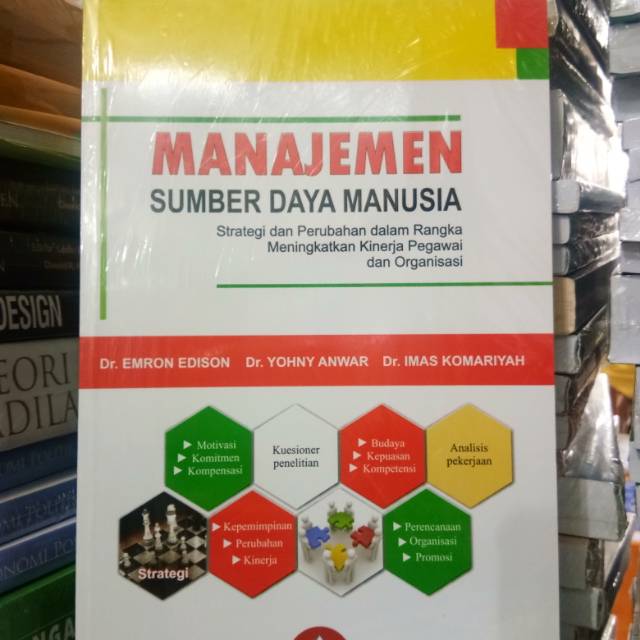 MANAJEMEN
SUMBER DAYA MANUSIA
Strategi dan Perubahan dalam Rangka
Meningkatkan Kinerja Pegawai
dan Organisasi
Dr. EMRON EDISON Dr. YOHNY ANWAR Dr. IMAS KOMARIYAH
Motivasi
Komitmen
Kompensasi
Kuesioner
penelitian
Budaya
Kepuasan
Kompetensi
Analisis
pekerjaan
Strategi
Kepemimpinan
Perubahan
Kinerja
Perencanaan
Organisasi
Promosi
DESIGN